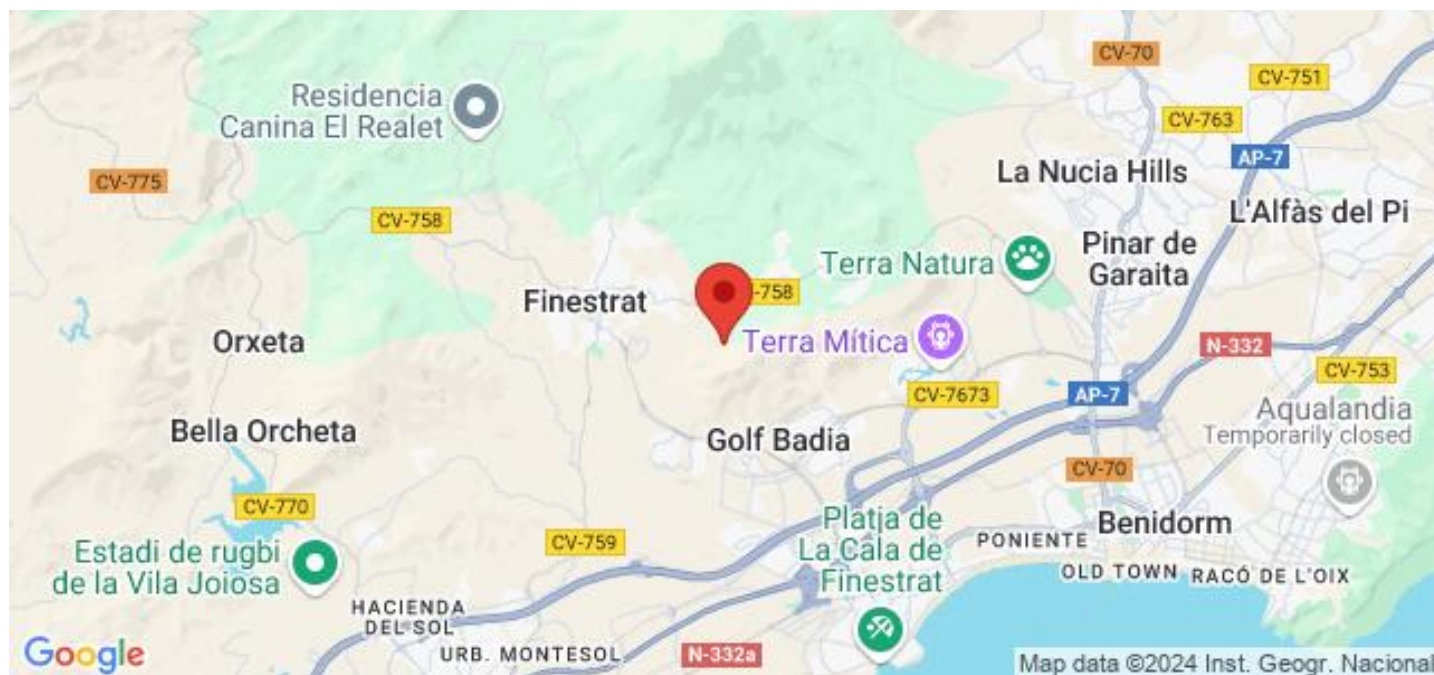 CV-70
CV-751
Residencia
Canina El Realet
CV-763
AP-7
La Nucia Hills
CV-775
CV-758
L'Alfàs del Pi
Pinar de
Garaita
Terra Natura
-758
Finestrat
Orxeta
Terra Mítica
N-332
CV-753
CV-7673
AP-7
Aqualandia
Temporarily closed
Bella Orcheta
Golf Badia
CV-70
CV-770
Platja de
La Cala de
Finestrat
Benidorm
PONIENTE
CV-759
Estadi de rugbi
de la Vila Joiosa
OLD TOWN
RACÓ DE L'OIX
HACIENDA
DEL SOL
URB. MONTESOL
N-332a
Google
Map data ©2024 Inst. Geogr. Nacional